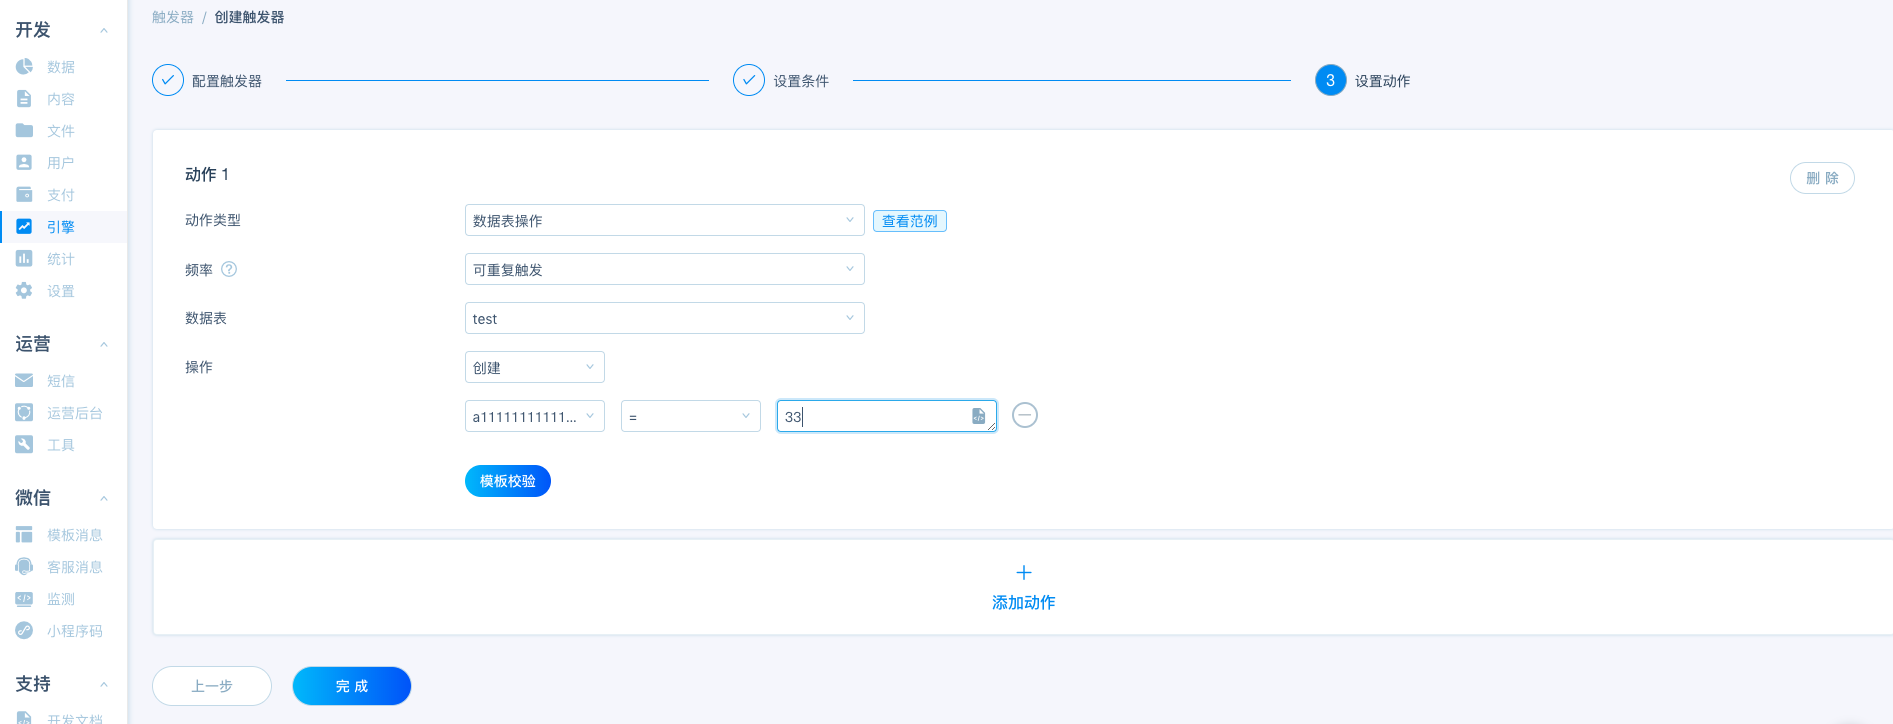 开发
数据
内容
文件
用户
支付
引擎
统计
设置
运营
短信
运营后台
工具
微信
模板消息
客服消息
监测
小程序码
支持
开发文档
触发器 / 创建触发器
配置触发器
设置条件
3 设置动作
动作 1
删 除
动作类型 数据表操作 查看范例
频率 ? 可重复触发
数据表 test
操作 创建
a11111111111... = 33
模板校验
添加动作
上一步 完 成